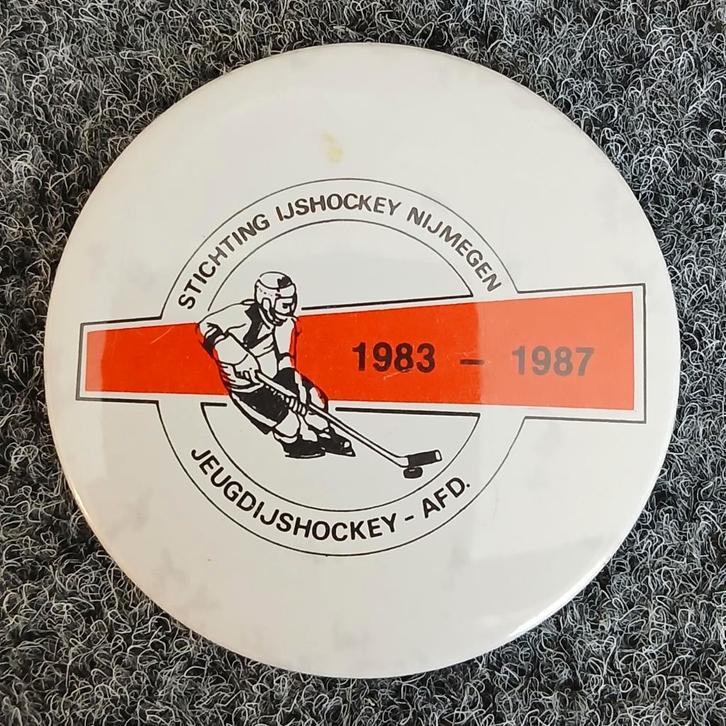 STICHTING IJSHOCKEY NIJMEGEN
1983 - 1987
JEUGDIJSHOCKEY - AFD.